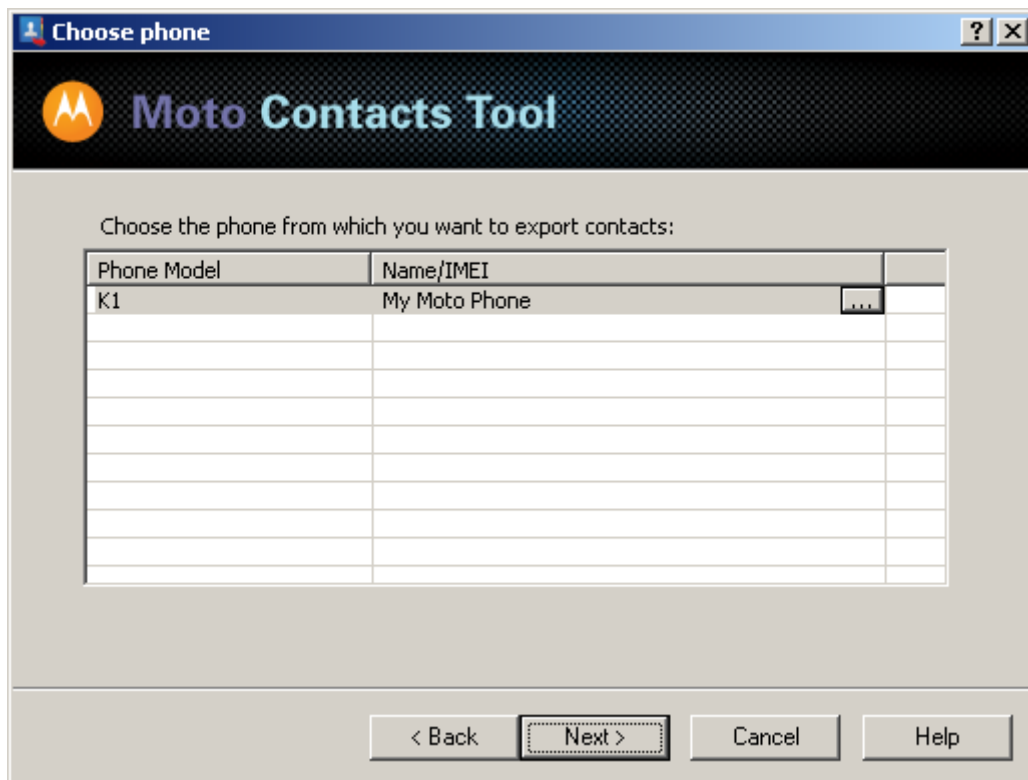 Choose phone
Moto Contacts Tool
Choose the phone from which you want to export contacts:
Phone Model Name/IMEI
K1 My Moto Phone ...
< Back Next > Cancel Help